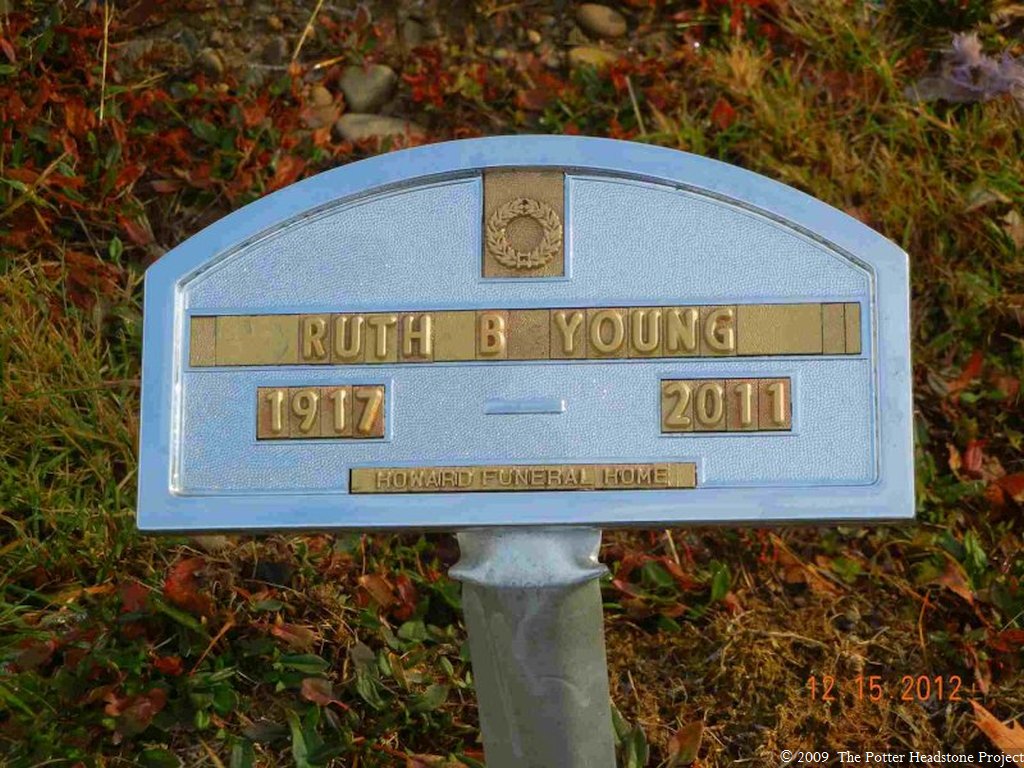 RUTH B YOUNG
1917 - 2011
HOWARD FUNERAL HOME
12.15.2012
© 2009 The Potter Headstone Project